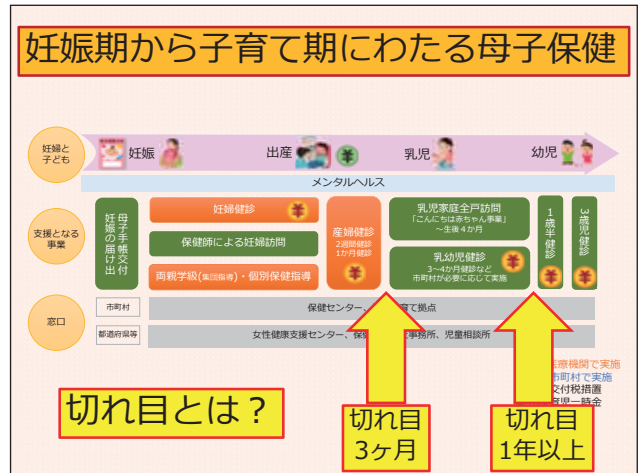 妊娠期から子育て期にわたる母子保健
妊婦と
子ども
妊娠
出産
¥
乳児
幼児
メンタルヘルス
支援となる
事業
母子手帳交付
妊娠の届け出
妊婦健診
¥
保健師による妊婦訪問
両親学級(集団指導)・個別保健指導
産婦健診
2週間健診
1か月健診
¥
乳児家庭全戸訪問
「こんにちは赤ちゃん事業」
～生後4か月
乳幼児健診
3～4か月健診など
市町村が必要に応じて実施
¥
1歳半健診
¥
3歳児健診
¥
窓口
市町村
保健センター、
育て拠点
都道府県等
女性健康支援センター、保健
事務所、児童相談所
医療機関で実施
市町村で実施
交付税措置
育児一時金
切れ目とは？
切れ目
3ヶ月
切れ目
1年以上